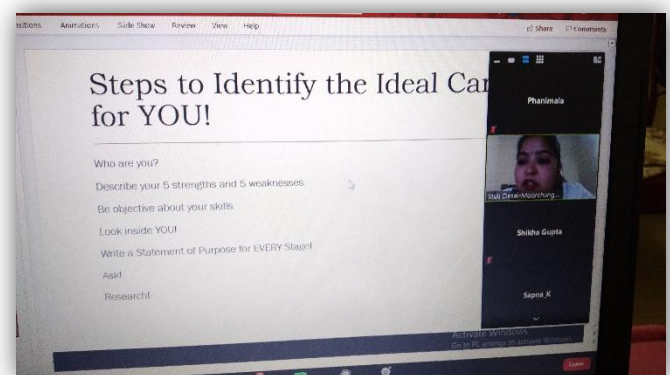 Animations Slide Show Review View Help
Share Comments
Steps to Identify the Ideal Car
for YOU!
Who are you?
Describe your 5 strengths and 5 weaknesses.
Be objective about your skills.
Look inside YOU!
Write a Statement of Purpose for EVERY Stage!
Ask!
Research!
Phanimala
Shikha Gupta
Sapna_K
Activate Windows
Go to PC settings to activate Windows.
Leave